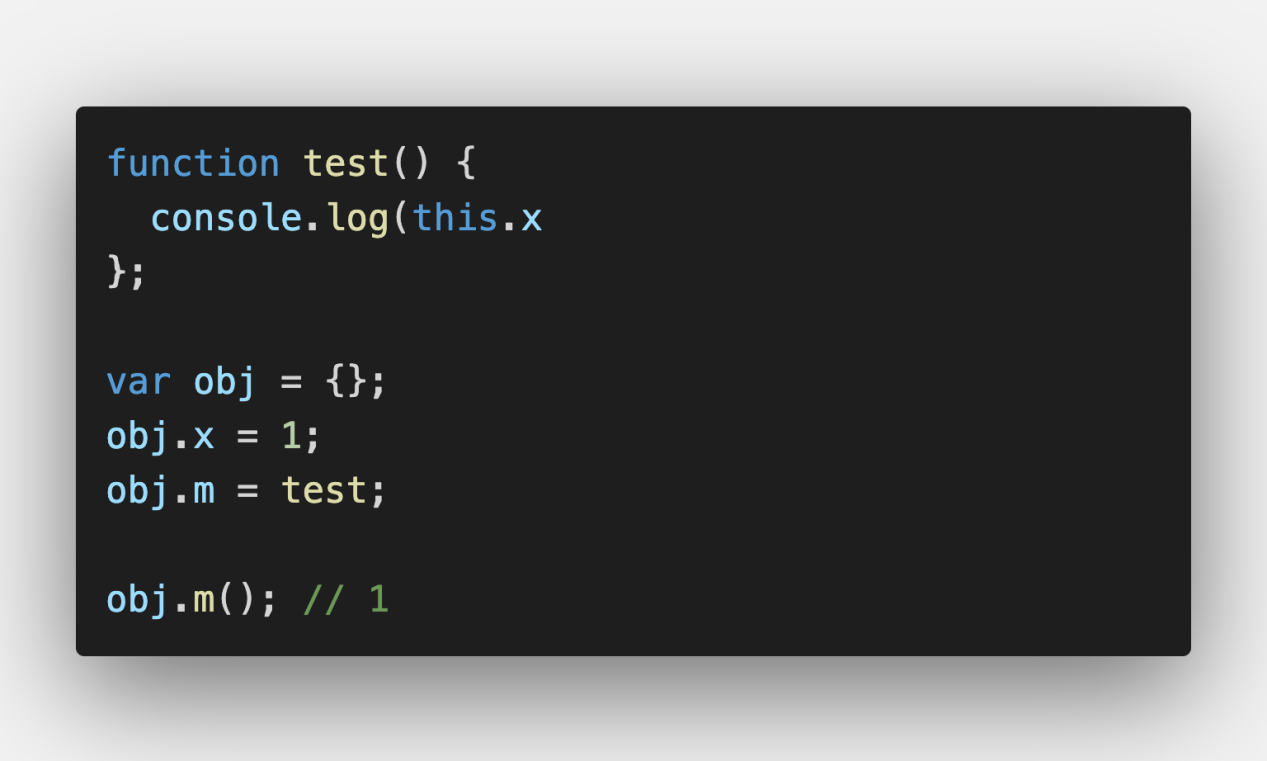 function test() {
  console.log(this.x
};

var obj = {};
obj.x = 1;
obj.m = test;

obj.m(); // 1